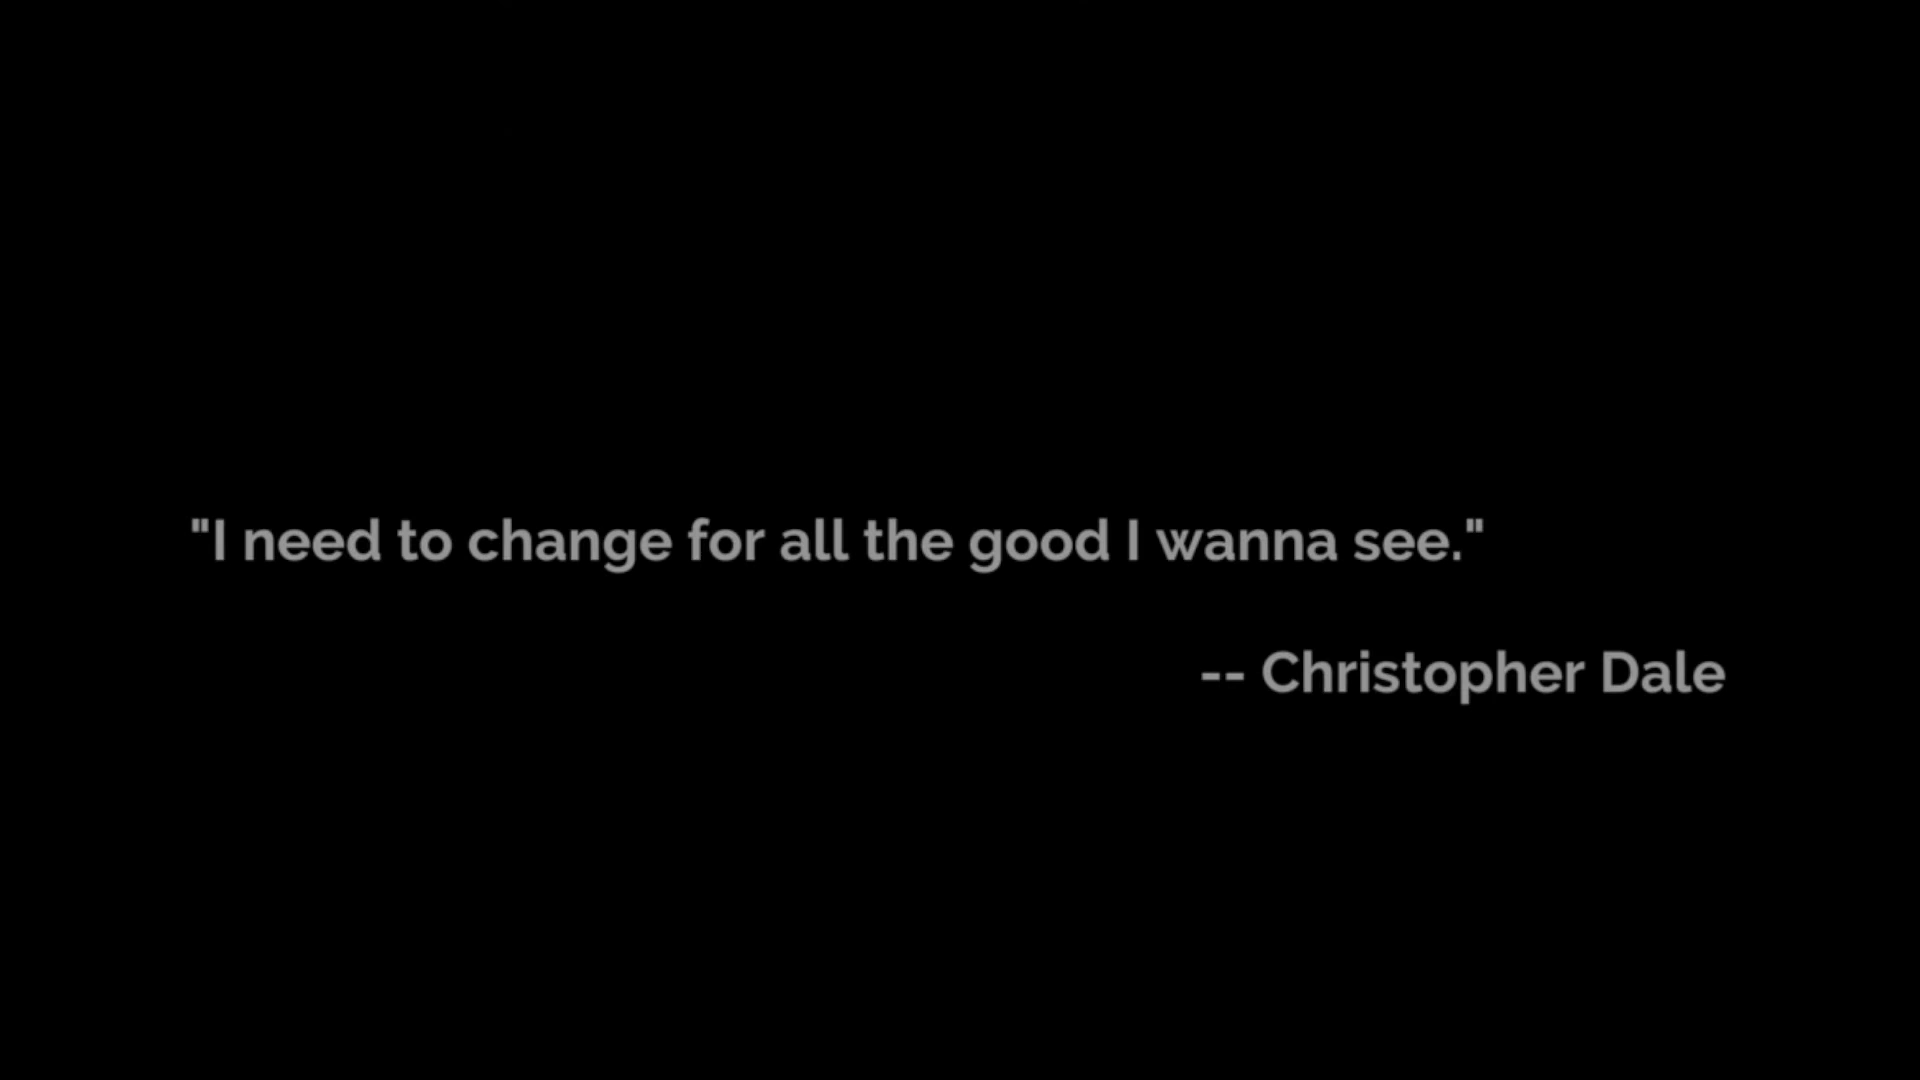 "I need to change for all the good I wanna see."
-- Christopher Dale